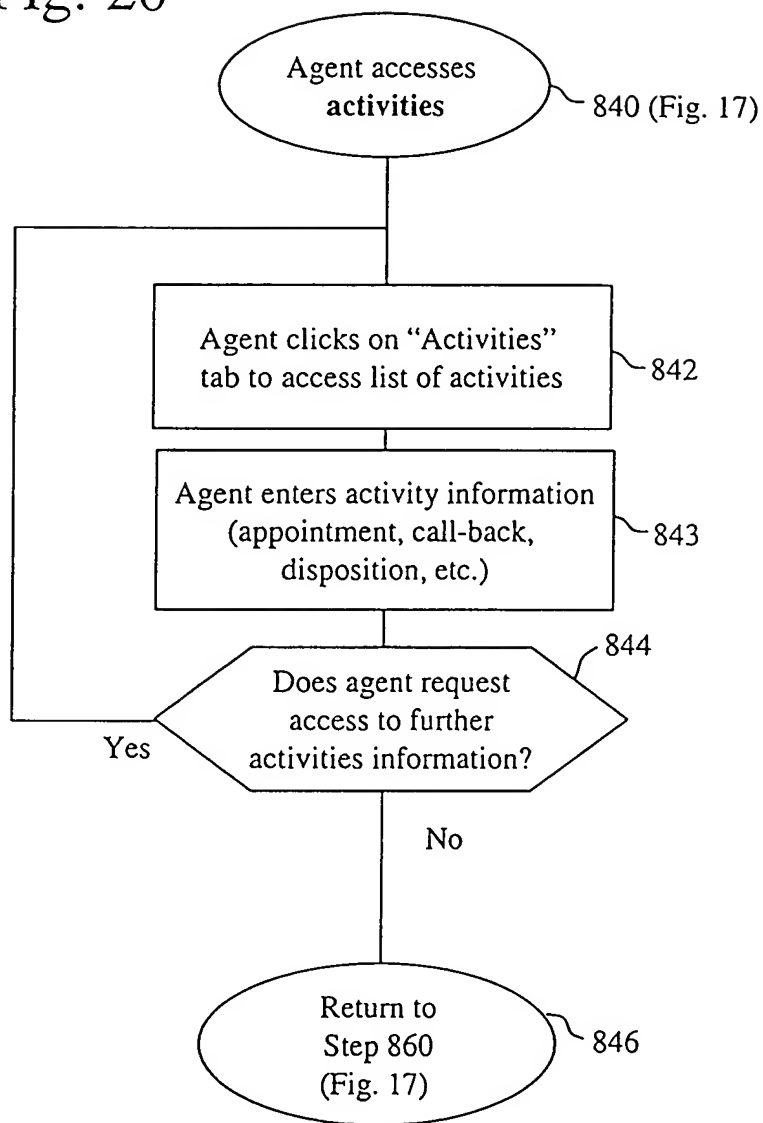 Fig. 20
Agent accesses
activities
840 (Fig. 17)
Agent clicks on “Activities”
tab to access list of activities
842
Agent enters activity information
(appointment, call-back,
disposition, etc.)
843
844
Does agent request
access to further
activities information?
Yes
No
Return to
Step 860
(Fig. 17)
846